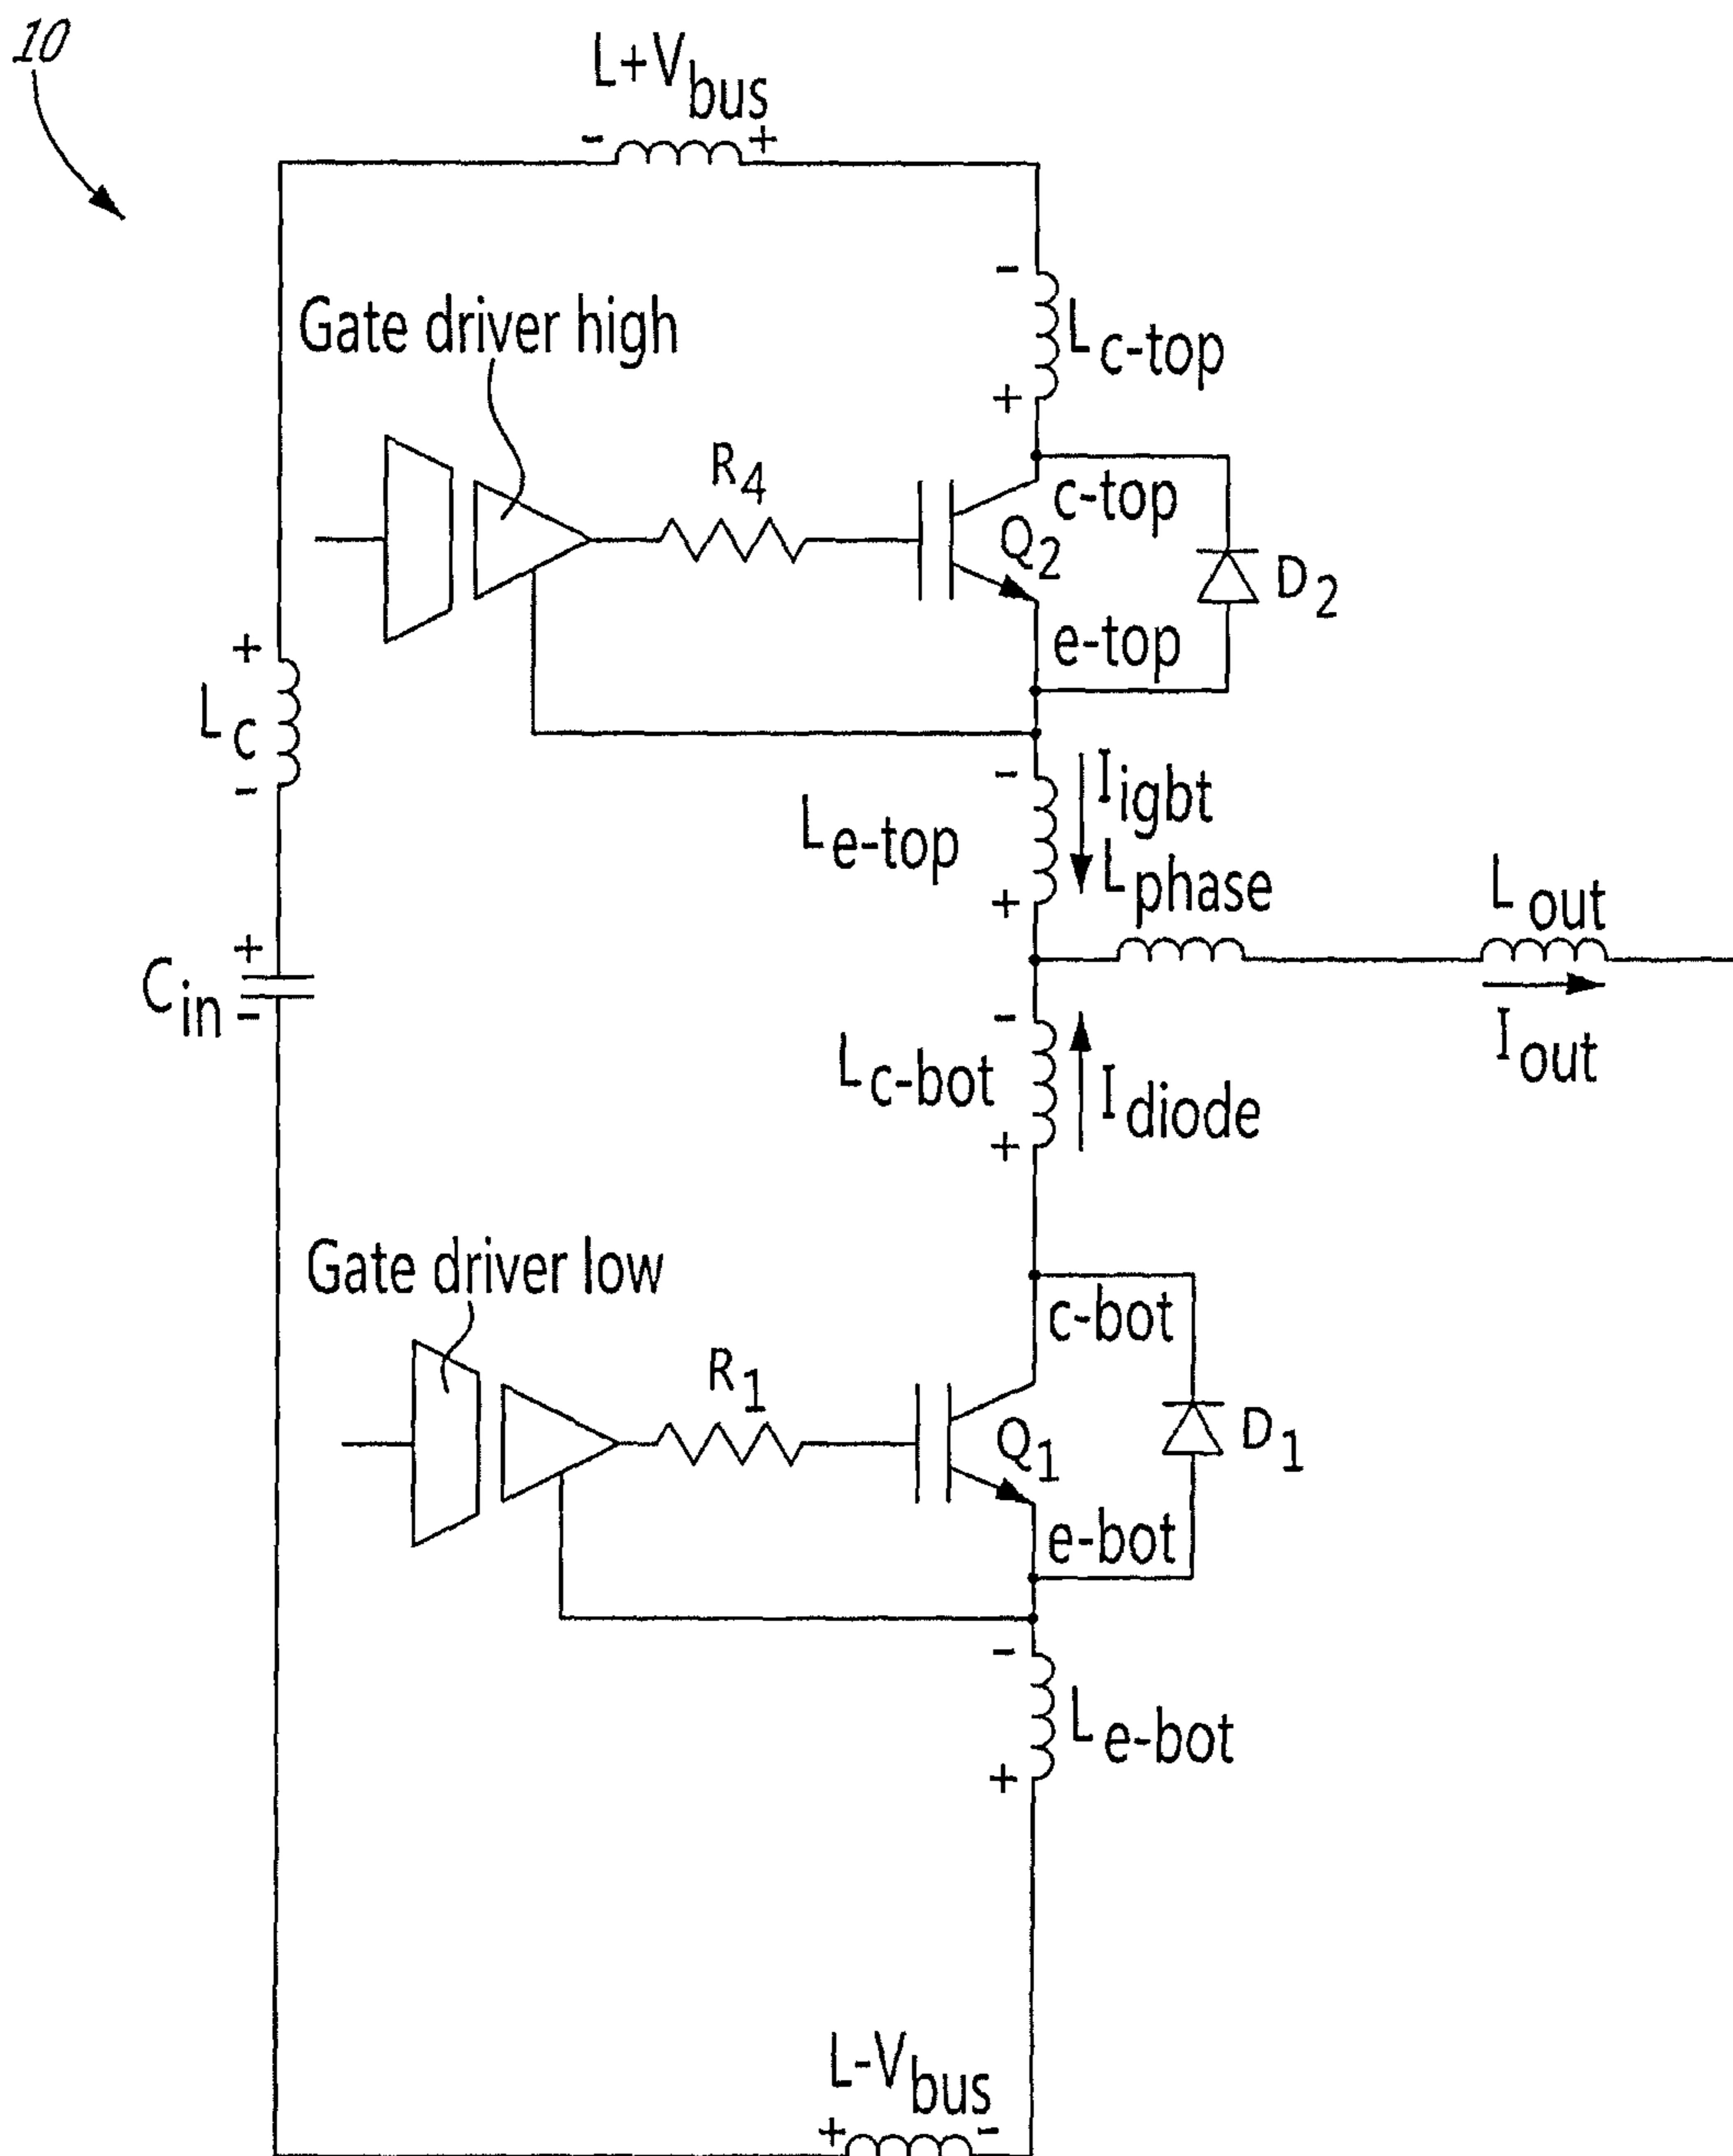 10
L+Vbus
- +
-
Lc-top
+
Gate driver high
R4
c-top
Q2
D2
e-top
+
Lc
-
-
Iigbt
Le-top
Lphase
+
Lout
+
Cin
-
Iout
-
Lc-bot
Idiode
+
Gate driver low
c-bot
R1
Q1
D1
e-bot
-
Le-bot
+
L-Vbus
+ -